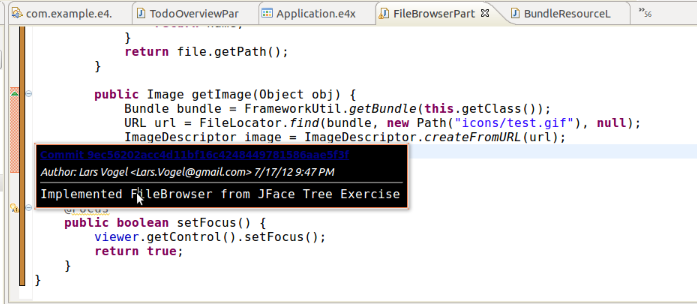 com.example.e4. TodoOverviewPar Application.e4x FileBrowserPart BundleResourceL »56
}
return file.getPath();
}
public Image getImage(Object obj) {
Bundle bundle = FrameworkUtil.getBundle(this.getClass());
URL url = FileLocator.find(bundle, new Path("icons/test.gif"), null);
ImageDescriptor image = ImageDescriptor.createFromURL(url);
Commit
Author: Lars Vogel <Lars.Vogel@gmail.com> 7/17/12 9:47 PM
Implemented FileBrowser from JFace Tree Exercise
@Focus
public boolean setFocus() {
viewer.getControl().setFocus();
return true;
}
}